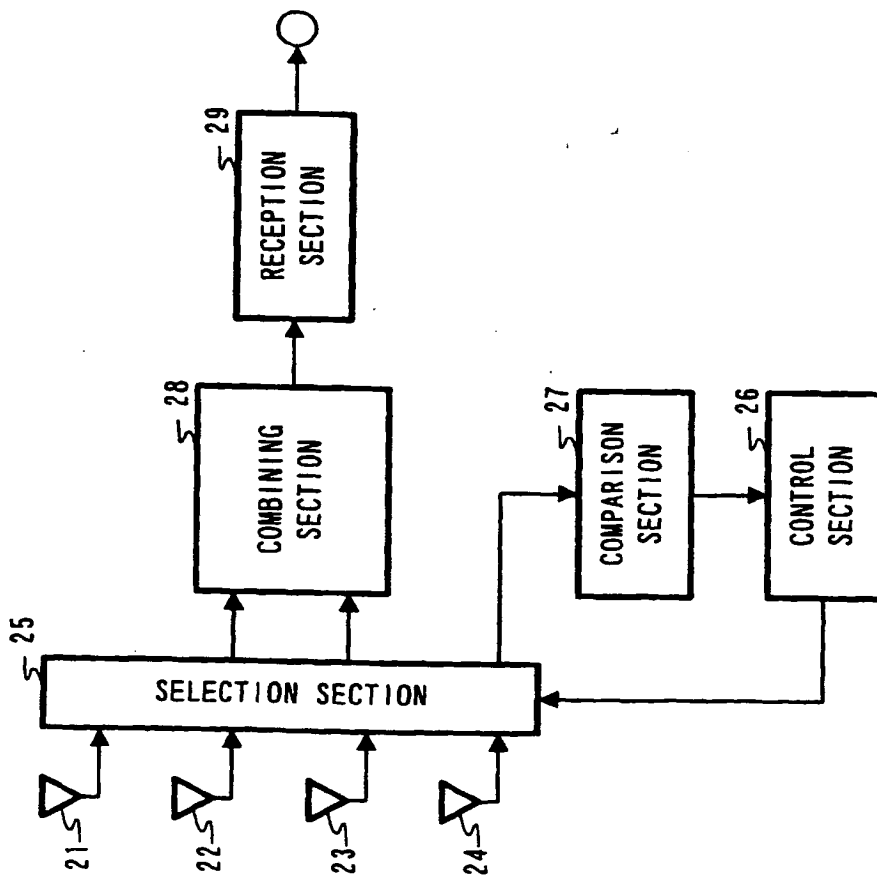 21
22
23
24
25
SELECTION SECTION
28
COMBINING
SECTION
29
RECEPTION
SECTION
27
COMPARISON
SECTION
26
CONTROL
SECTION